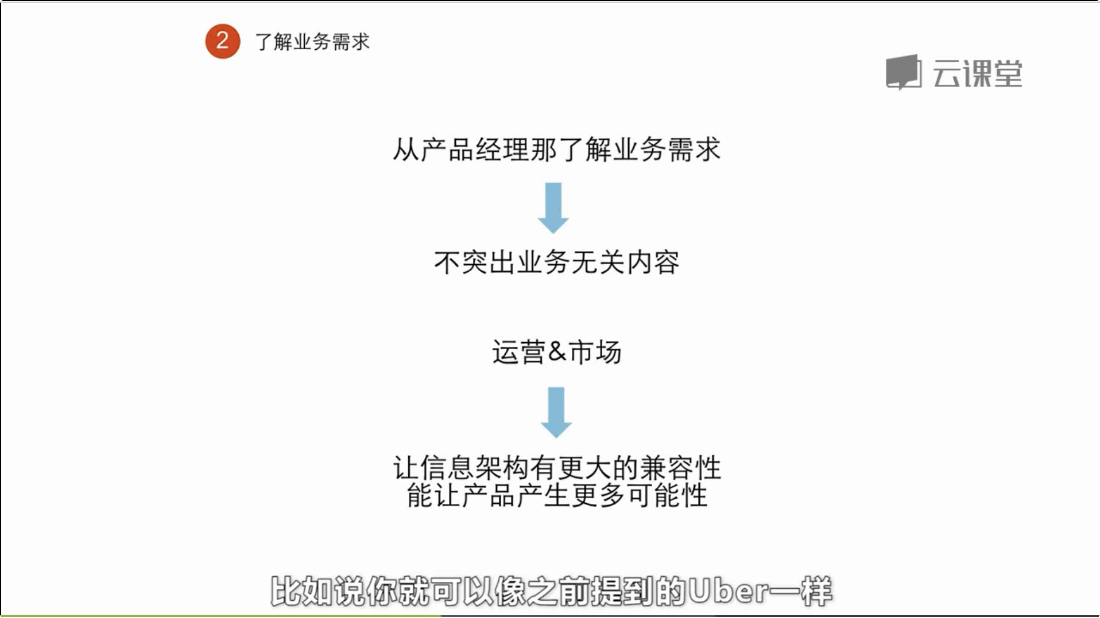 2 了解业务需求
云课堂
从产品经理那了解业务需求
不突出业务无关内容
运营&市场
让信息架构有更大的兼容性
能让产品产生更多可能性
比如说你就可以像之前提到的Uber一样